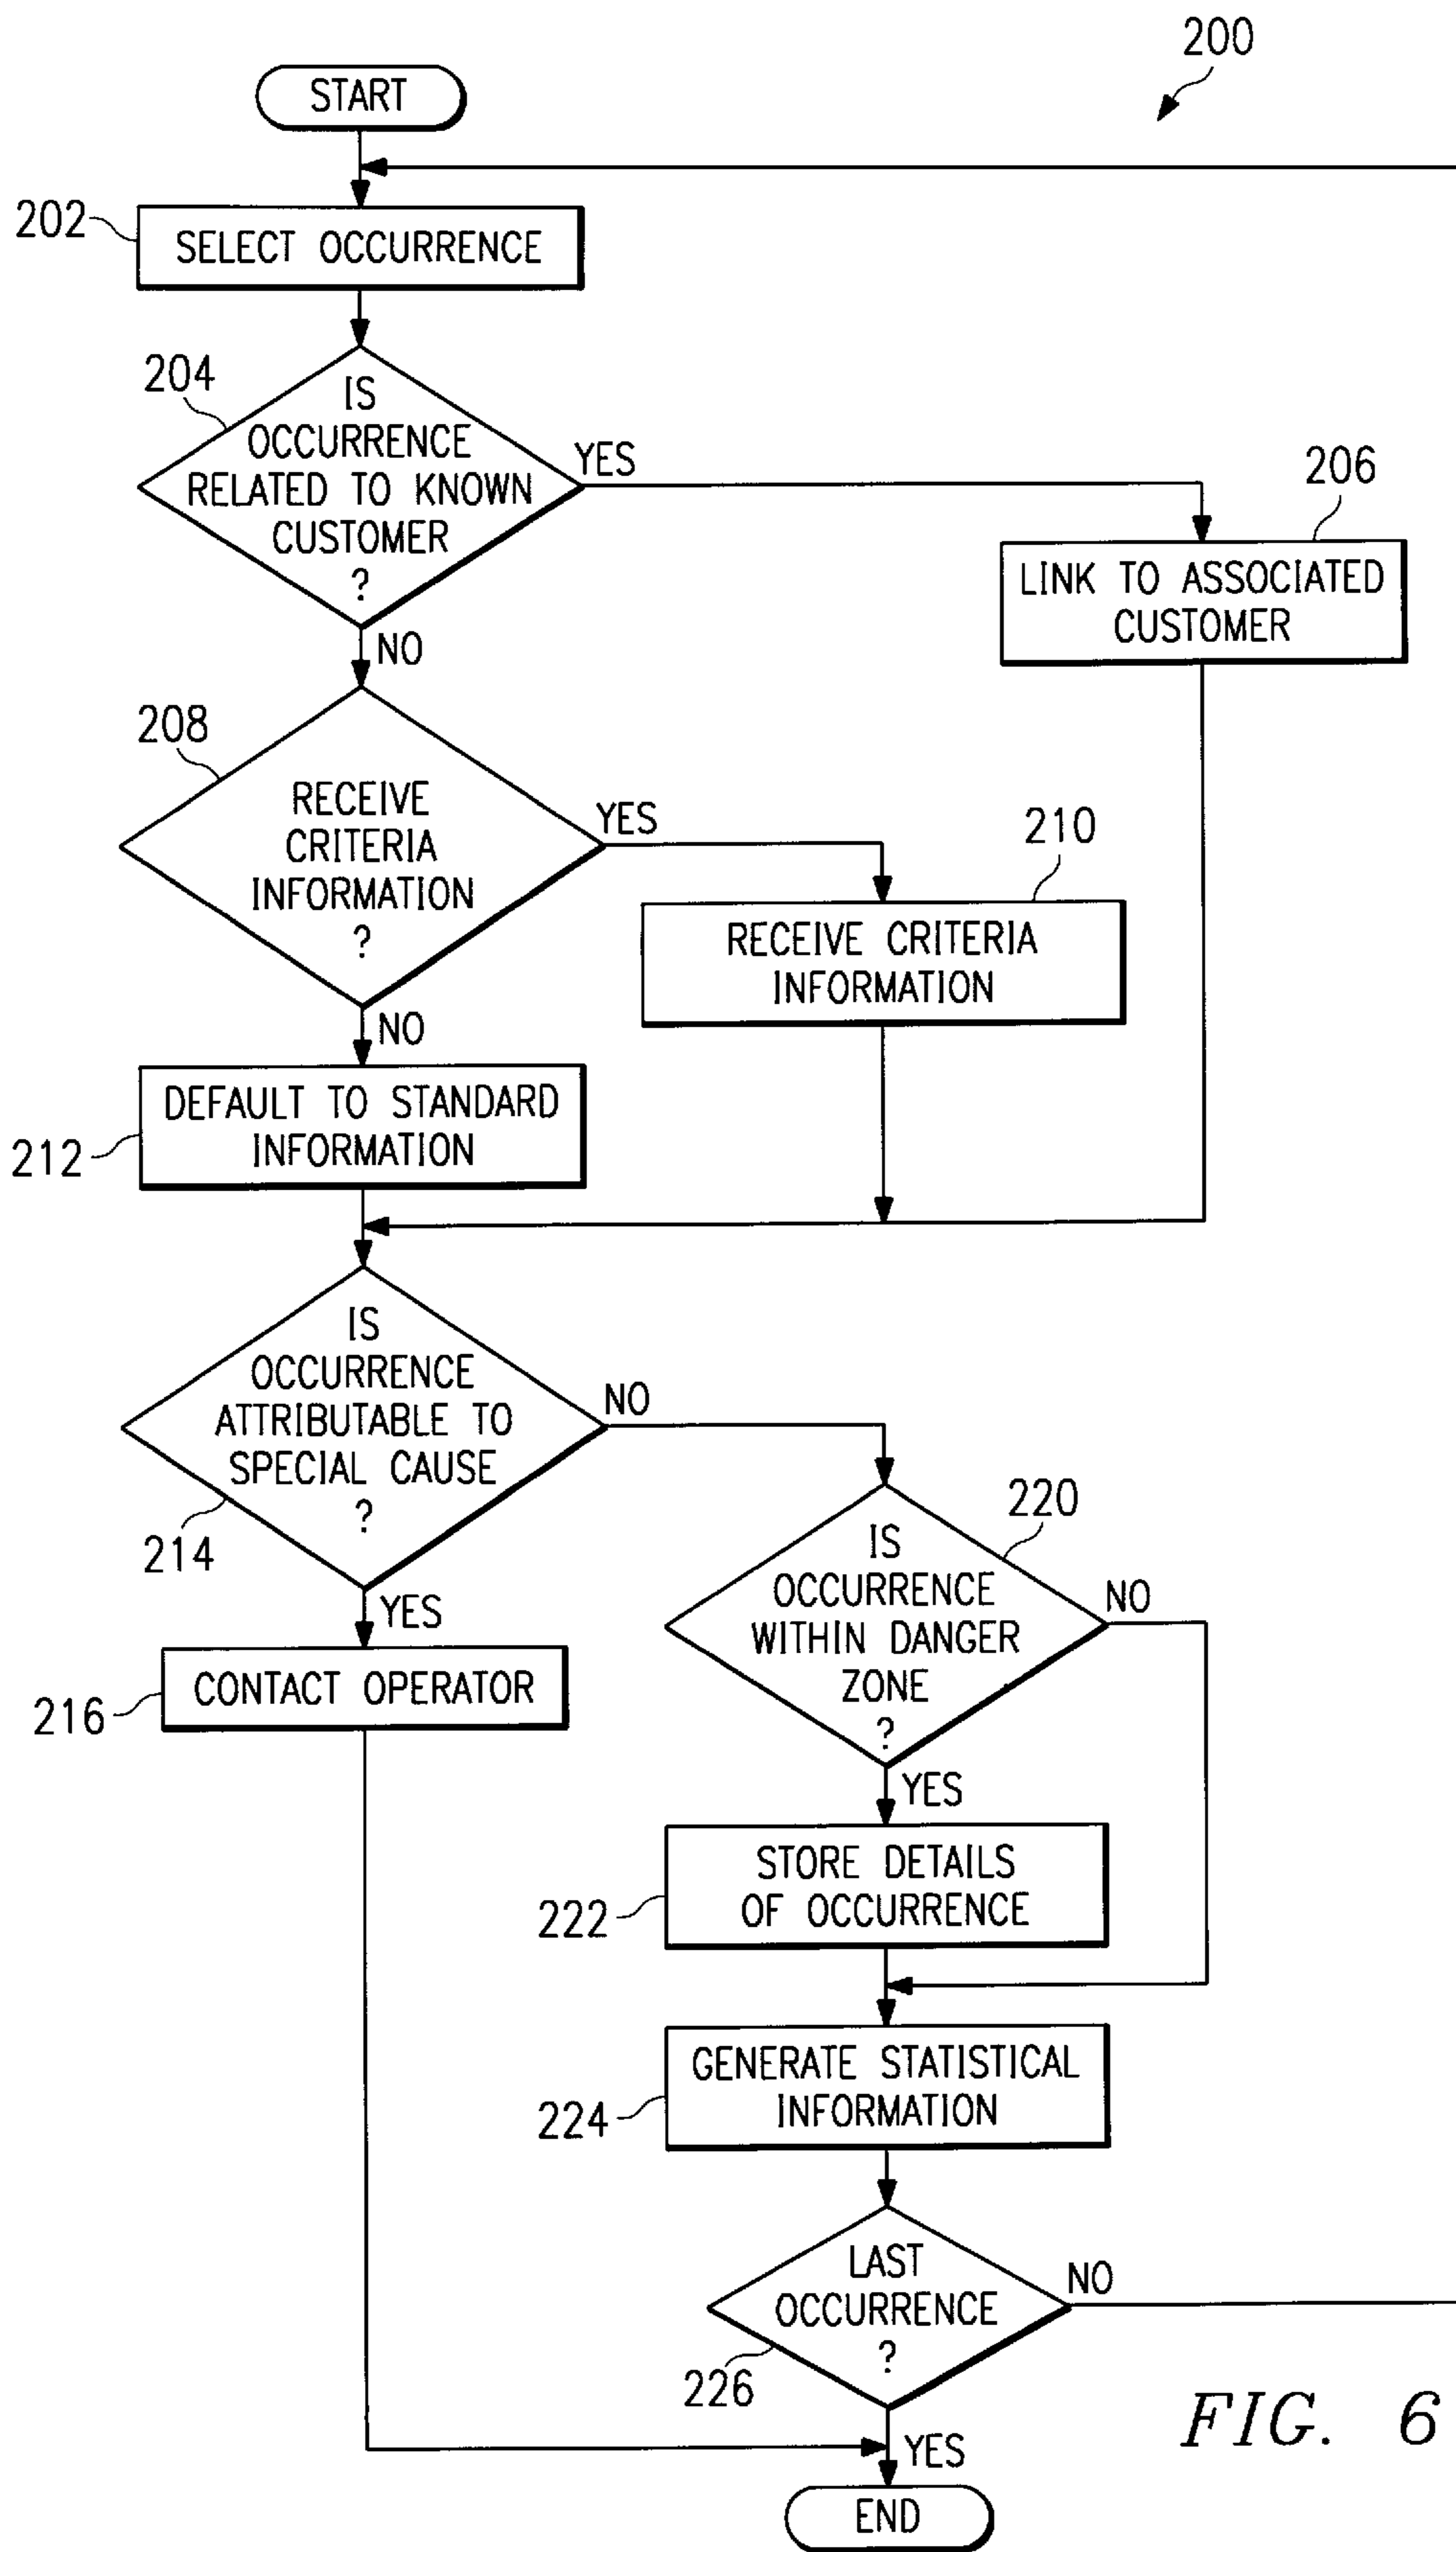 200
START
202
SELECT OCCURRENCE
204
IS
OCCURRENCE
RELATED TO KNOWN
CUSTOMER
?
YES
206
LINK TO ASSOCIATED
CUSTOMER
NO
208
RECEIVE
CRITERIA
INFORMATION
?
YES
210
RECEIVE CRITERIA
INFORMATION
NO
212
DEFAULT TO STANDARD
INFORMATION
IS
OCCURRENCE
ATTRIBUTABLE TO
SPECIAL CAUSE
?
214
NO
YES
216
CONTACT OPERATOR
220
IS
OCCURRENCE
WITHIN DANGER
ZONE
?
NO
YES
222
STORE DETAILS
OF OCCURRENCE
224
GENERATE STATISTICAL
INFORMATION
LAST
OCCURRENCE
?
226
NO
YES
END
FIG. 6